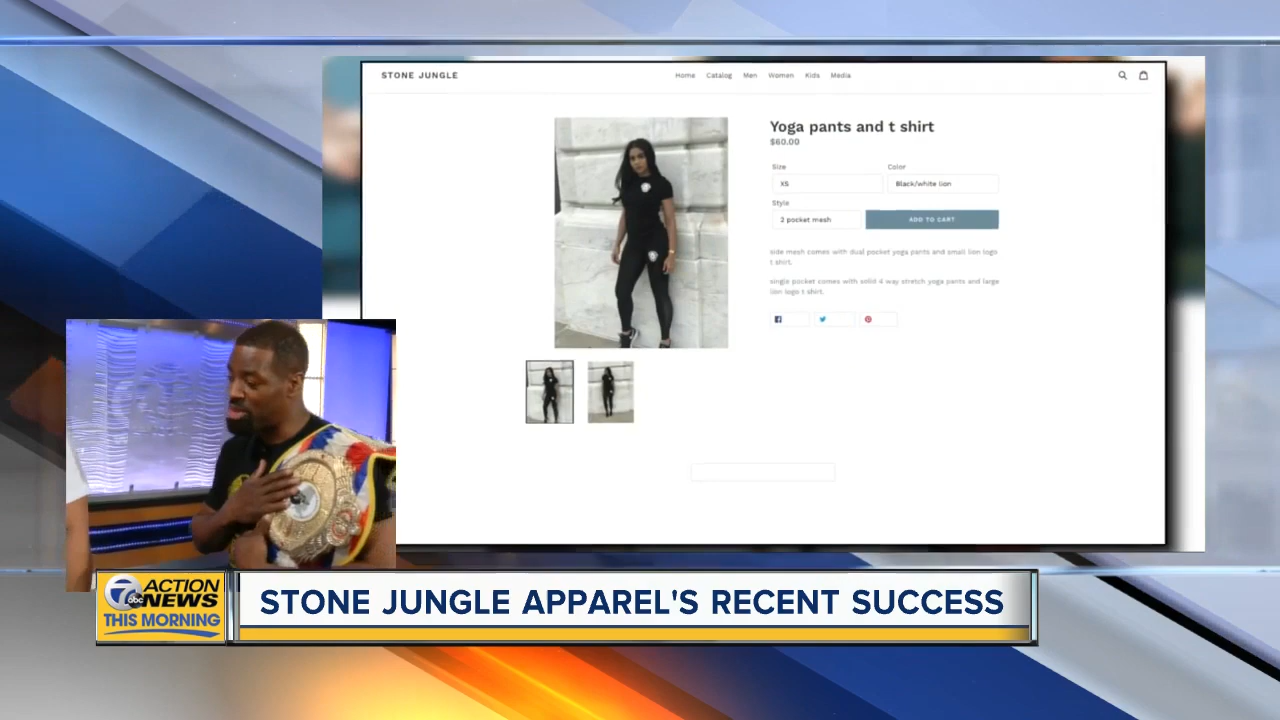 STONE JUNGLE
Home Catalog Men Women Kids Media
Yoga pants and t shirt
$60.00
Size Color
XS Black/white lion
Style
2 pocket mesh ADD TO CART
side mesh comes with dual pocket yoga pants and small lion logo
t shirt.
single pocket comes with solid 4 way stretch yoga pants and large
lion logo t shirt.
7 abc ACTION
NEWS
THIS MORNING
STONE JUNGLE APPAREL'S RECENT SUCCESS